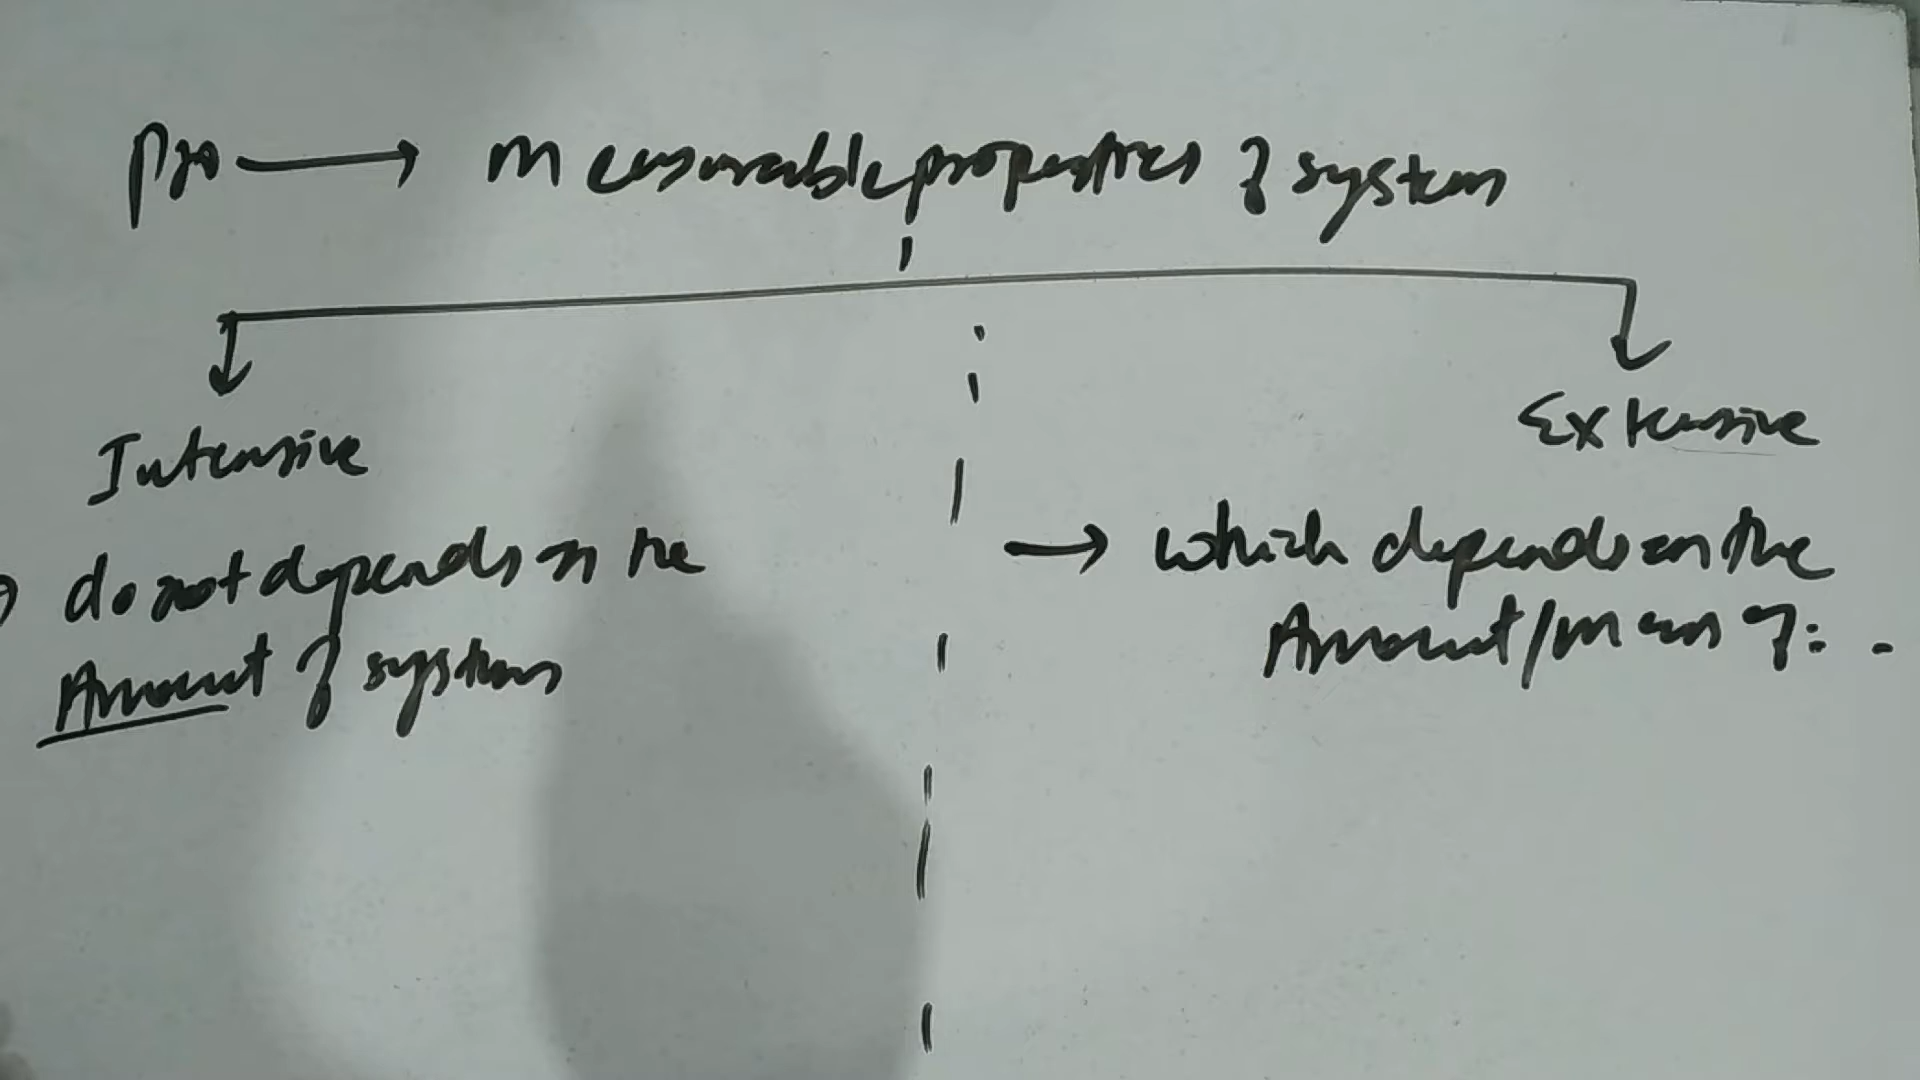 Pro → Measurable properties of system
Intensive
Extensive
do not depends on the
Amount of system
→ which depends on the
Amount/mass of : .